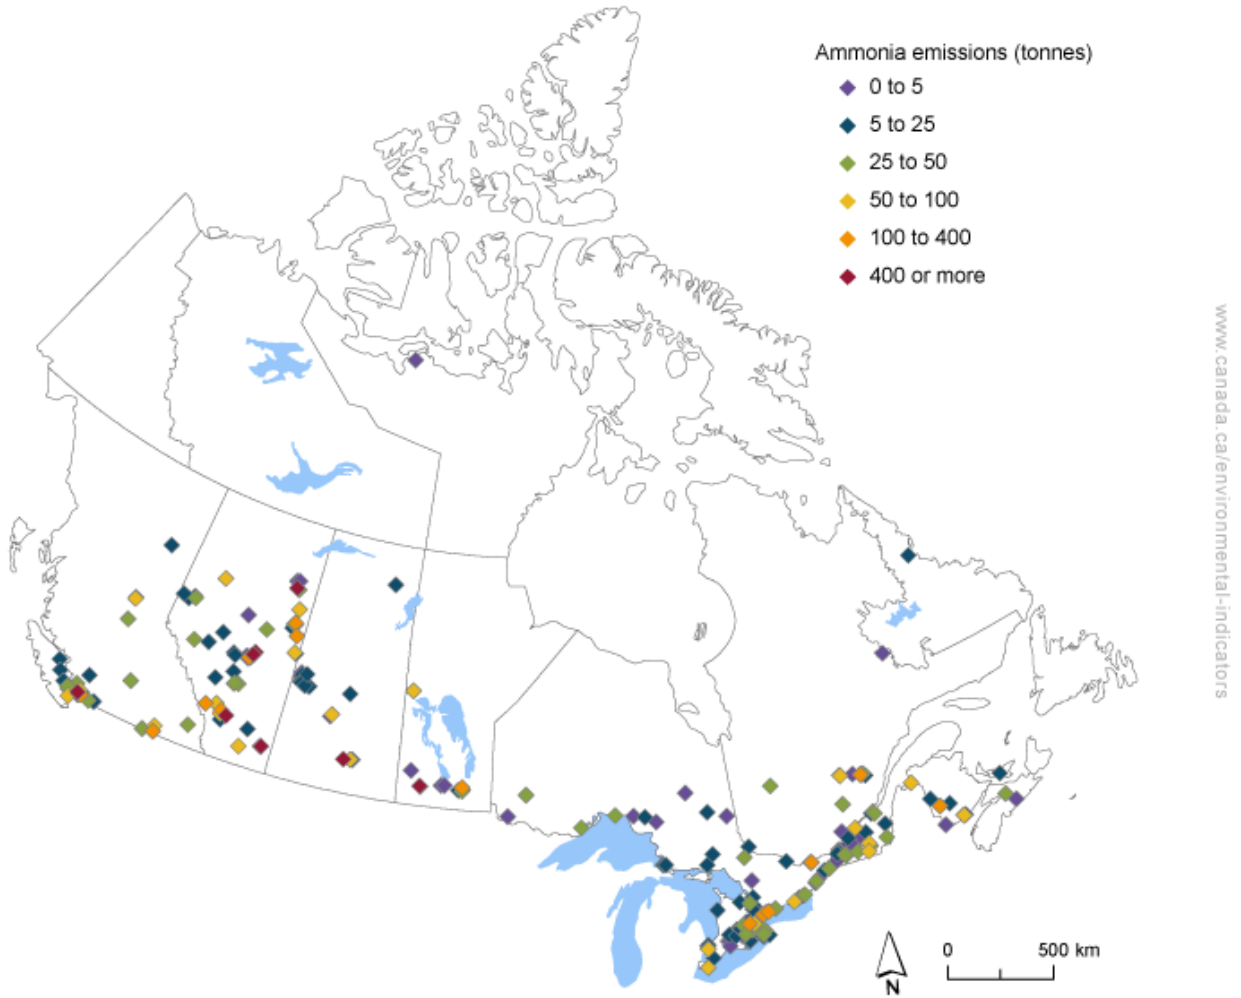 Ammonia emissions (tonnes)
0 to 5
5 to 25
25 to 50
50 to 100
100 to 400
400 or more
www.canada.ca/environmental-indicators
N
0 500 km